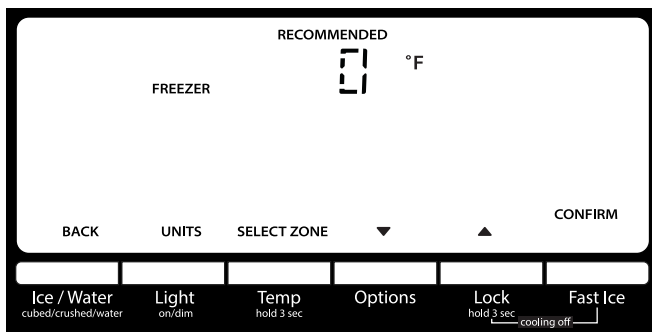 RECOMMENDED
0 °F
FREEZER
CONFIRM
BACK UNITS SELECT ZONE ▼ ▲
Ice / Water Light Temp Options Lock Fast Ice
cubed/crushed/water on/dim hold 3 sec hold 3 sec
cooling off